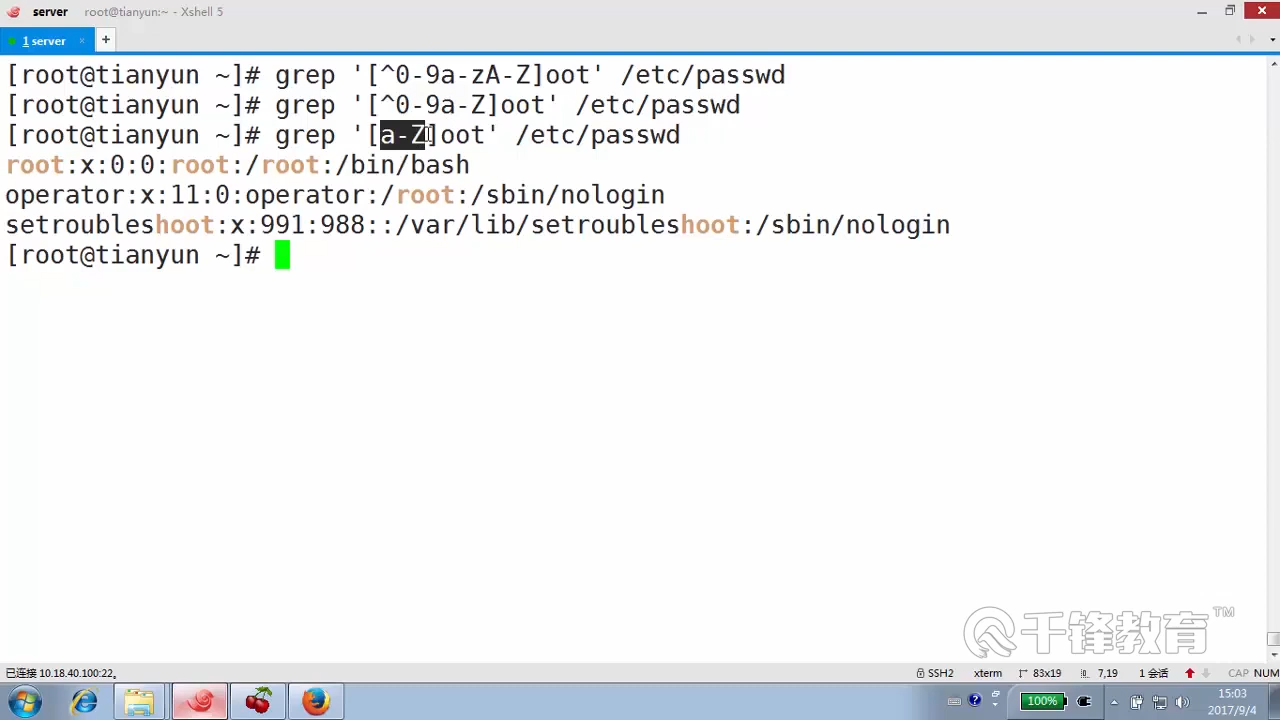 server root@tianyun:~ - Xshell 5
1 server × +
[root@tianyun ~]# grep '[^0-9a-zA-Z]oot' /etc/passwd
[root@tianyun ~]# grep '[^0-9a-Z]oot' /etc/passwd
[root@tianyun ~]# grep '[a-Z]oot' /etc/passwd
root:x:0:0:root:/root:/bin/bash
operator:x:11:0:operator:/root:/sbin/nologin
setroubleshoot:x:991:988::/var/lib/setroubleshoot:/sbin/nologin
[root@tianyun ~]#
千锋教育™
已连接 10.18.40.100:22。 SSH2 xterm 83x19 7,19 1 会话 CAP NUM
100% 15:03
2017/9/4